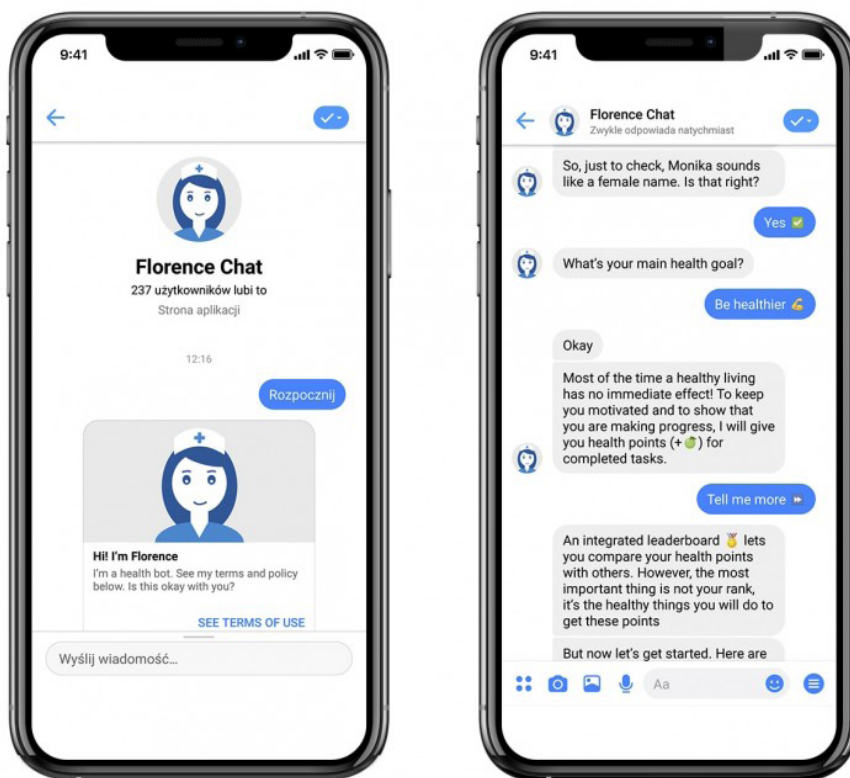 9:41
Florence Chat
237 użytkowników lubi to
Strona aplikacji
12:16
Rozpocznij
Hi! I'm Florence
I'm a health bot. See my terms and policy
below. Is this okay with you?
SEE TERMS OF USE
Wyślij wiadomość...
9:41
Florence Chat
Zwykle odpowiada natychmiast
So, just to check, Monika sounds
like a female name. Is that right?
Yes ✅
What's your main health goal?
Be healthier 💪
Okay
Most of the time a healthy living
has no immediate effect! To keep
you motivated and to show that
you are making progress, I will give
you health points (+🍏) for
completed tasks.
Tell me more ⏩
An integrated leaderboard 🏅 lets
you compare your health points
with others. However, the most
important thing is not your rank,
it's the healthy things you will do to
get these points
But now let's get started. Here are
Aa